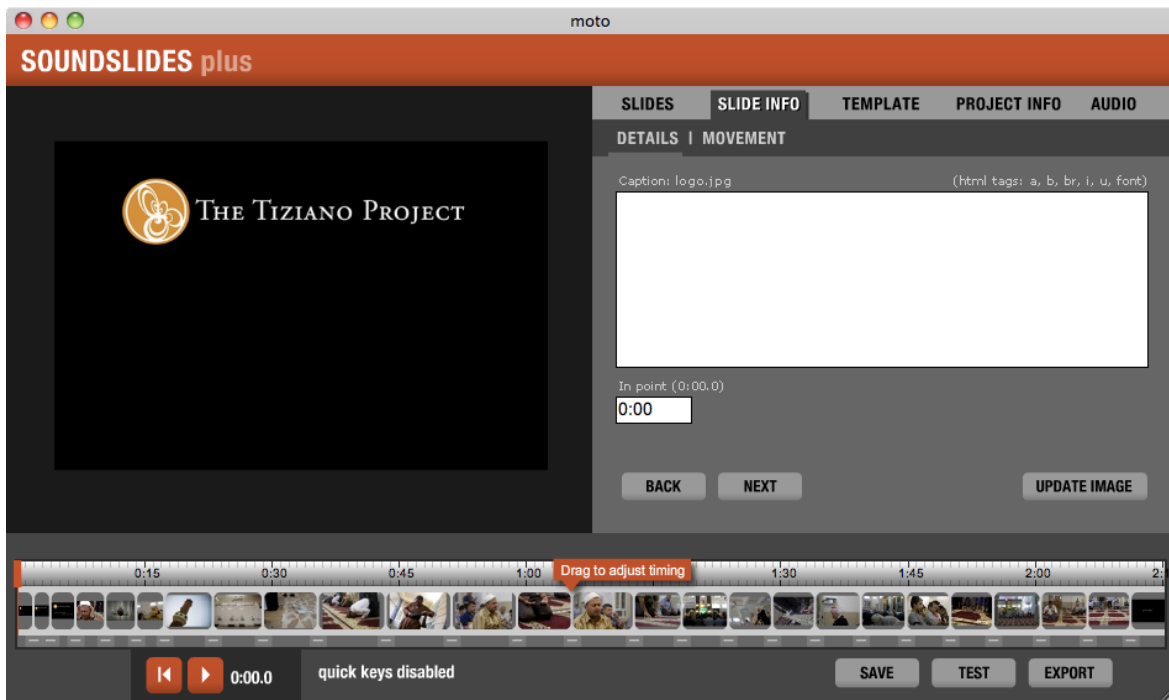 moto
SOUNDSLIDES plus
SLIDES SLIDE INFO TEMPLATE PROJECT INFO AUDIO
DETAILS | MOVEMENT
THE TIZIANO PROJECT
Caption: logo.jpg (html tags: a, b, br, i, u, font)
In point (0:00.0)
0:00
BACK NEXT UPDATE IMAGE
0:15 0:30 0:45 1:00 Drag to adjust timing 1:30 1:45 2:00
0:00.0 quick keys disabled SAVE TEST EXPORT